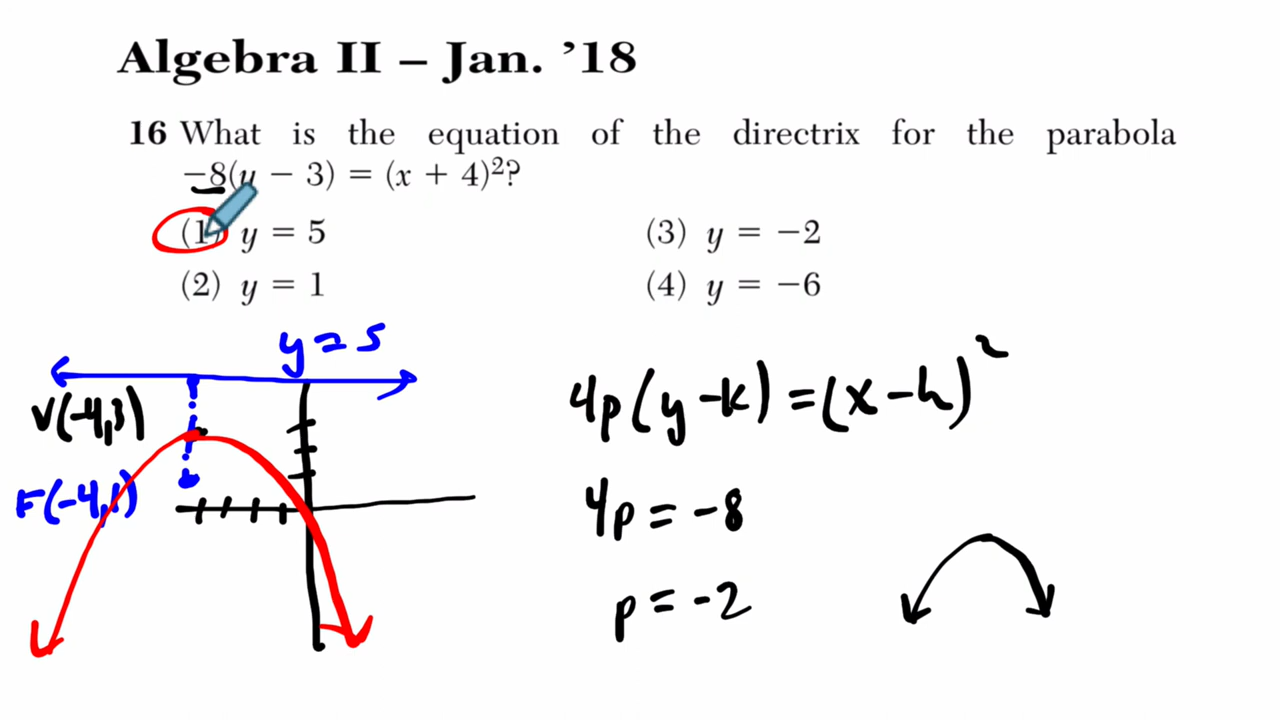 Algebra II – Jan. ’18
16 What is the equation of the directrix for the parabola
−8(y − 3) = (x + 4)²?
(1) y = 5
(2) y = 1
(3) y = −2
(4) y = −6
y = 5
V(-4,3)
F(-4,1)
4p(y-k) = (x-h)²
4p = -8
p = -2